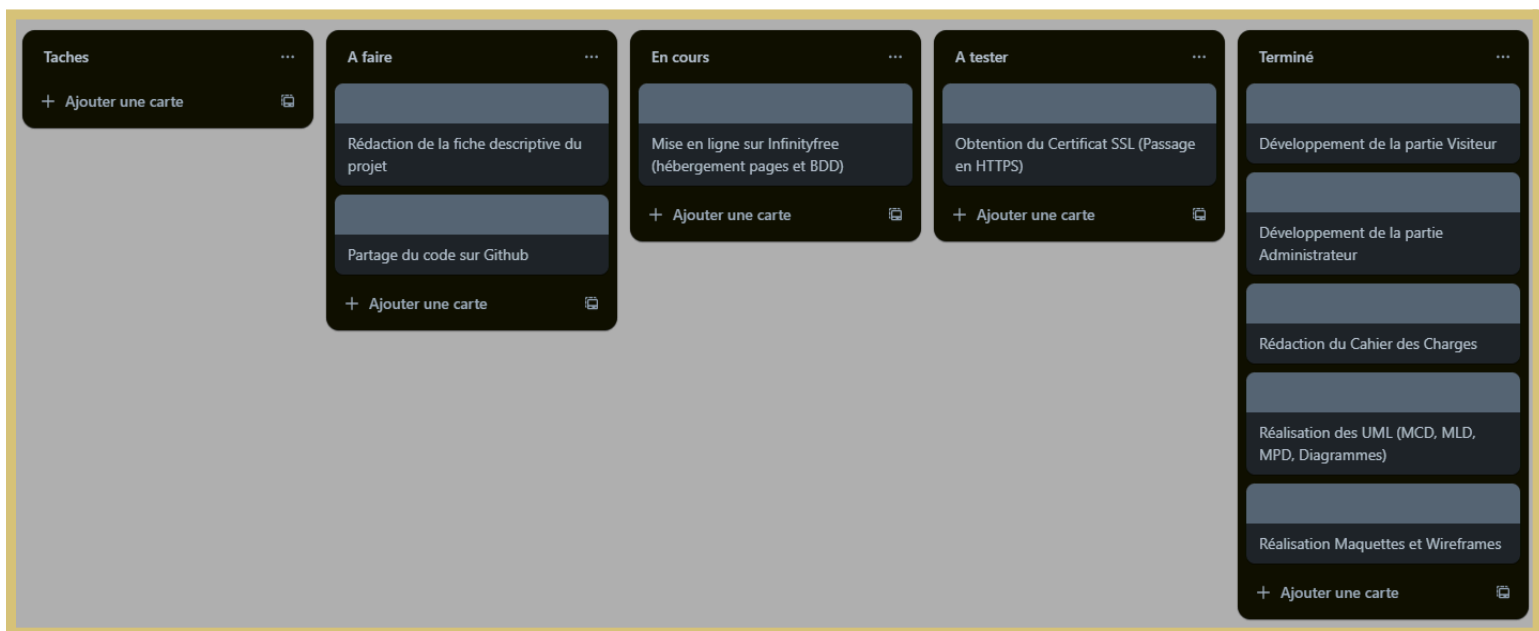 Taches
Ajouter une carte
A faire
Rédaction de la fiche descriptive du
projet
Partage du code sur Github
Ajouter une carte
En cours
Mise en ligne sur Infinityfree
(hébergement pages et BDD)
Ajouter une carte
A tester
Obtention du Certificat SSL (Passage
en HTTPS)
Ajouter une carte
Terminé
Développement de la partie Visiteur
Développement de la partie
Administrateur
Rédaction du Cahier des Charges
Réalisation des UML (MCD, MLD,
MPD, Diagrammes)
Réalisation Maquettes et Wireframes
Ajouter une carte